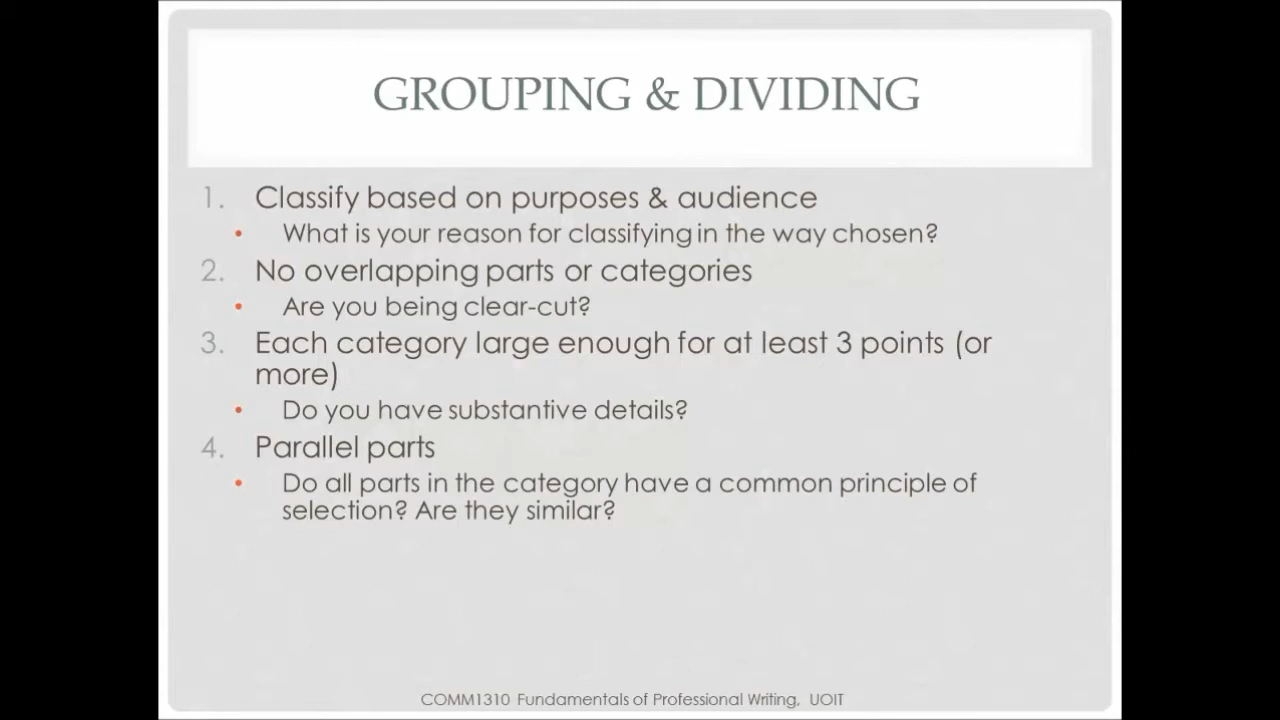 GROUPING & DIVIDING
1. Classify based on purposes & audience
• What is your reason for classifying in the way chosen?
2. No overlapping parts or categories
• Are you being clear-cut?
3. Each category large enough for at least 3 points (or
more)
• Do you have substantive details?
4. Parallel parts
• Do all parts in the category have a common principle of
selection? Are they similar?
COMM1310 Fundamentals of Professional Writing, UOIT